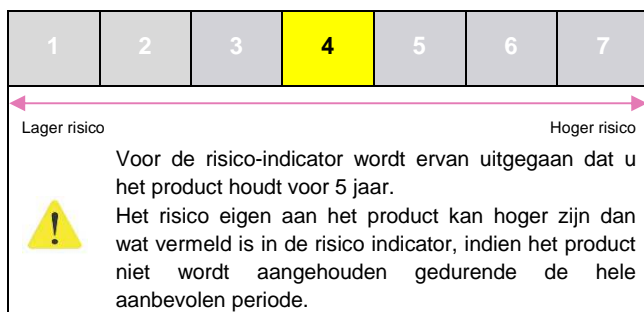 1 2 3 4 5 6 7
Lager risico Hoger risico
Voor de risico-indicator wordt ervan uitgegaan dat u
het product houdt voor 5 jaar.
Het risico eigen aan het product kan hoger zijn dan
wat vermeld is in de risico indicator, indien het product
niet wordt aangehouden gedurende de hele
aanbevolen periode.